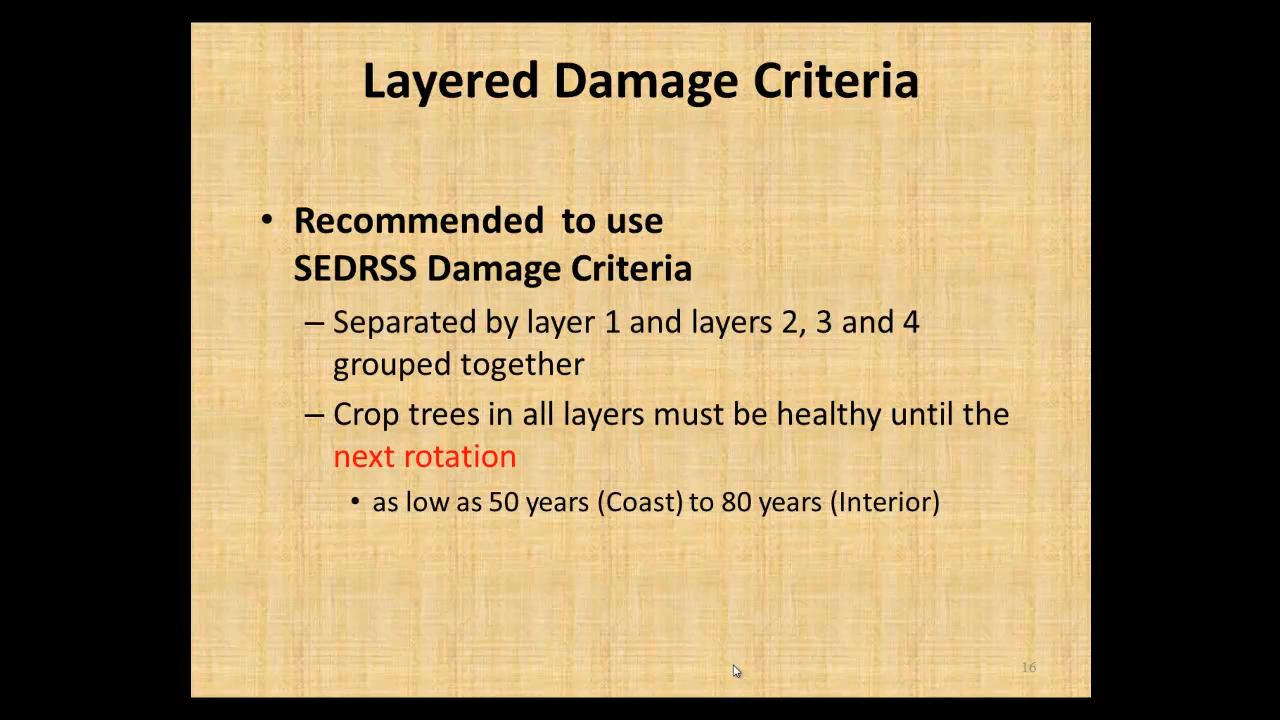 Layered Damage Criteria
• Recommended to use
SEDRSS Damage Criteria
– Separated by layer 1 and layers 2, 3 and 4
grouped together
– Crop trees in all layers must be healthy until the
next rotation
• as low as 50 years (Coast) to 80 years (Interior)
16